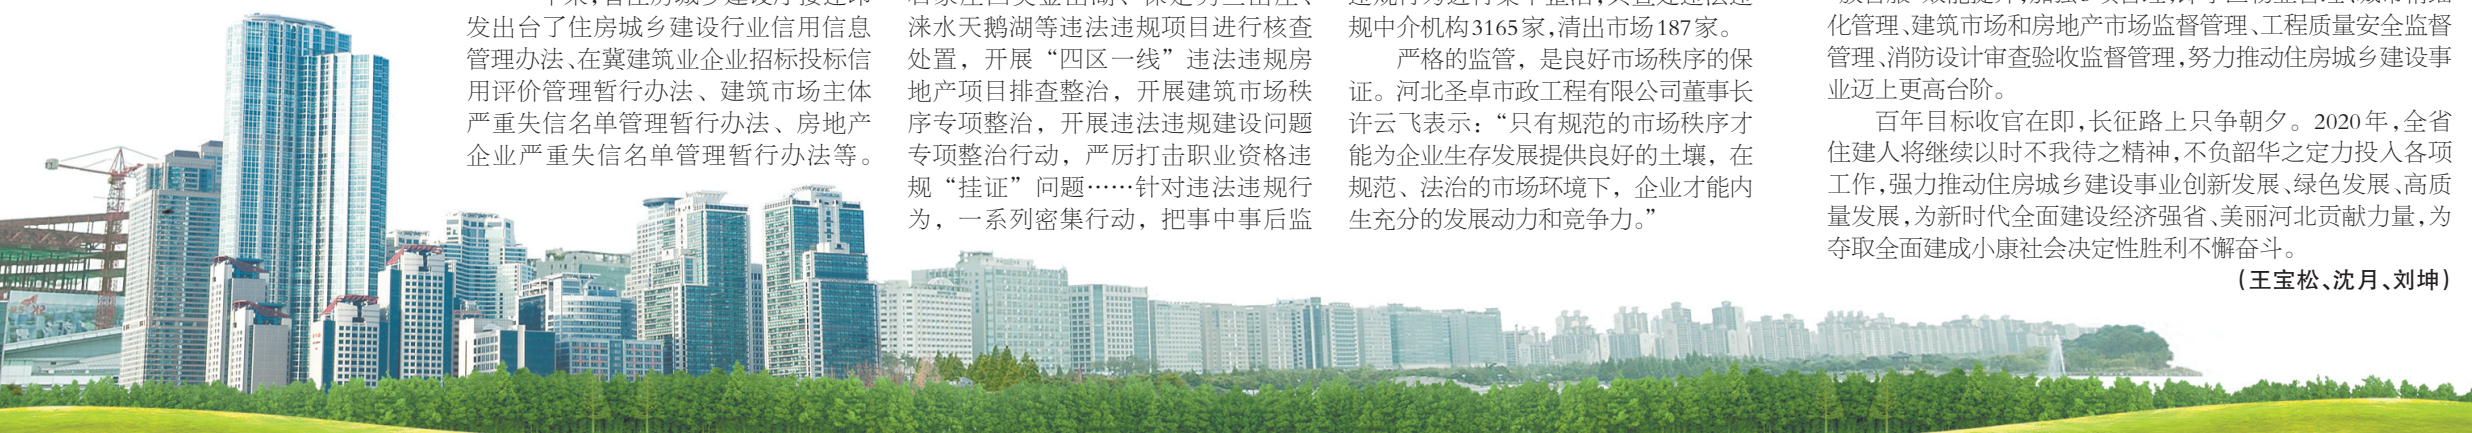 年来，省住房城乡建设厅接连印
发出台了住房城乡建设行业信用信息
管理办法、在冀建筑业企业招标投标信
用评价管理暂行办法、建筑市场主体
严重失信名单管理暂行办法、房地产
企业严重失信名单管理暂行办法等。
涞水天鹅湖等违法违规项目进行核查
处置，开展“四区一线”违法违规房
地产项目排查整治，开展建筑市场秩
序专项整治，开展违法违规建设问题
专项整治行动，严厉打击职业资格违
规“挂证”问题……针对违法违规行
为，一系列密集行动，把事中事后监
规中介机构3165家，清出市场187家。
严格的监管，是良好市场秩序的保
证。河北圣卓市政工程有限公司董事长
许云飞表示：“只有规范的市场秩序才
能为企业生存发展提供良好的土壤，在
规范、法治的市场环境下，企业才能内
生充分的发展动力和竞争力。”
化管理、建筑市场和房地产市场监督管理、工程质量安全监督
管理、消防设计审查验收监督管理，努力推动住房城乡建设事
业迈上更高台阶。
百年目标收官在即，长征路上只争朝夕。2020年，全省
住建人将继续以时不我待之精神，不负韶华之定力投入各项
工作，强力推动住房城乡建设事业创新发展、绿色发展、高质
量发展，为新时代全面建设经济强省、美丽河北贡献力量，为
夺取全面建成小康社会决定性胜利不懈奋斗。
（王宝松、沈月、刘坤）